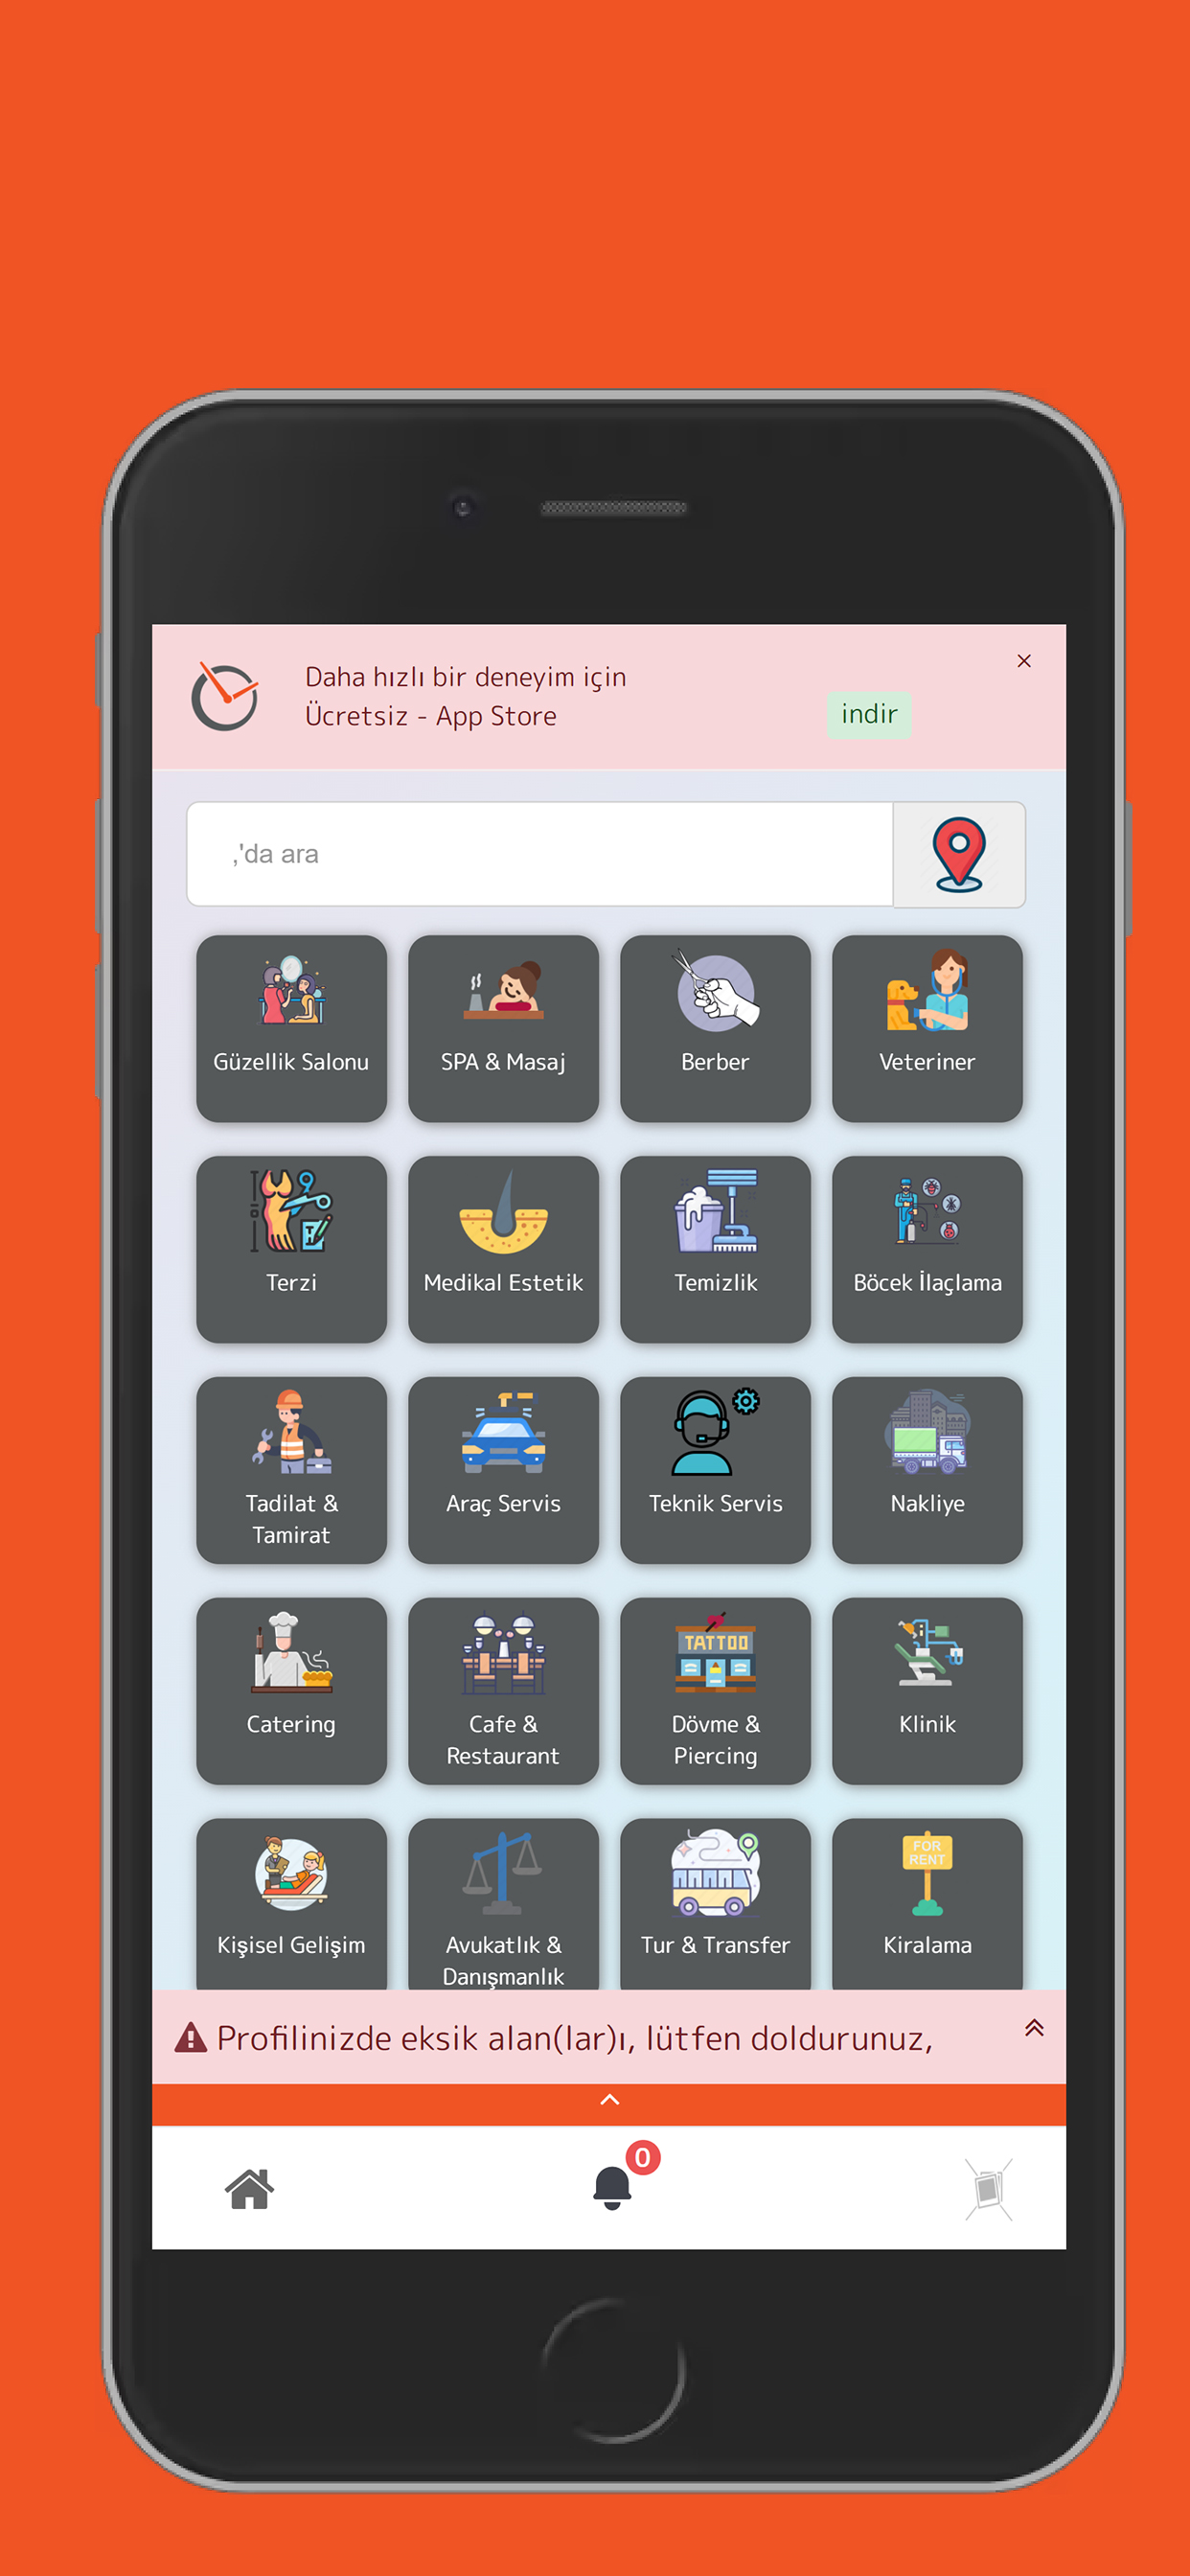 Daha hızlı bir deneyim için
Ücretsiz - App Store
indir
,'da ara
Güzellik Salonu
SPA & Masaj
Berber
Veteriner
Terzi
Medikal Estetik
Temizlik
Böcek İlaçlama
Tadilat &
Tamirat
Araç Servis
Teknik Servis
Nakliye
Catering
Cafe &
Restaurant
TATTOO
Dövme &
Piercing
Klinik
Kişisel Gelişim
Avukatlık &
Danışmanlık
Tur & Transfer
FOR
RENT
Kiralama
Profilinizde eksik alan(lar)ı, lütfen doldurunuz,
0